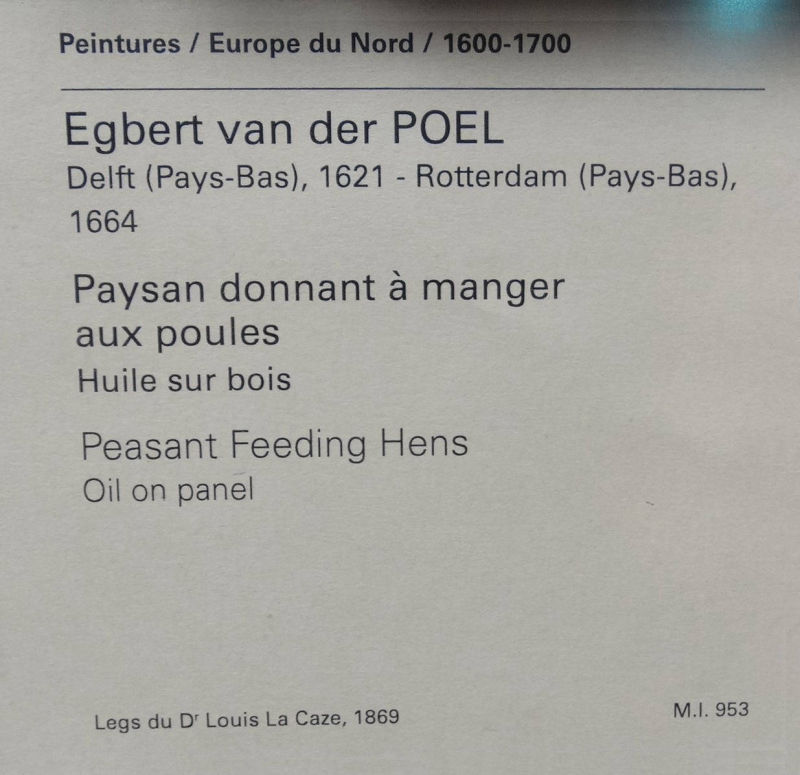 Peintures / Europe du Nord / 1600-1700
Egbert van der POEL
Delft (Pays-Bas), 1621 - Rotterdam (Pays-Bas),
1664
Paysan donnant à manger
aux poules
Huile sur bois
Peasant Feeding Hens
Oil on panel
Legs du Dʳ Louis La Caze, 1869
M.I. 953